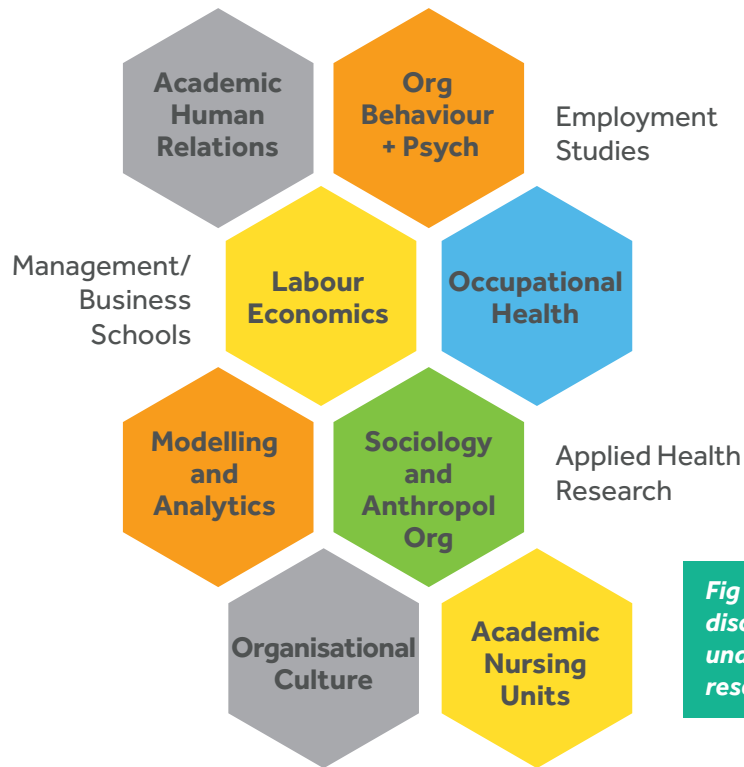 Academic
Human
Relations
Org
Behaviour
+ Psych
Employment
Studies
Management/
Business
Schools
Labour
Economics
Occupational
Health
Modelling
and
Analytics
Sociology
and
Anthropol
Org
Applied Health
Research
Organisational
Culture
Academic
Nursing
Units
Fig